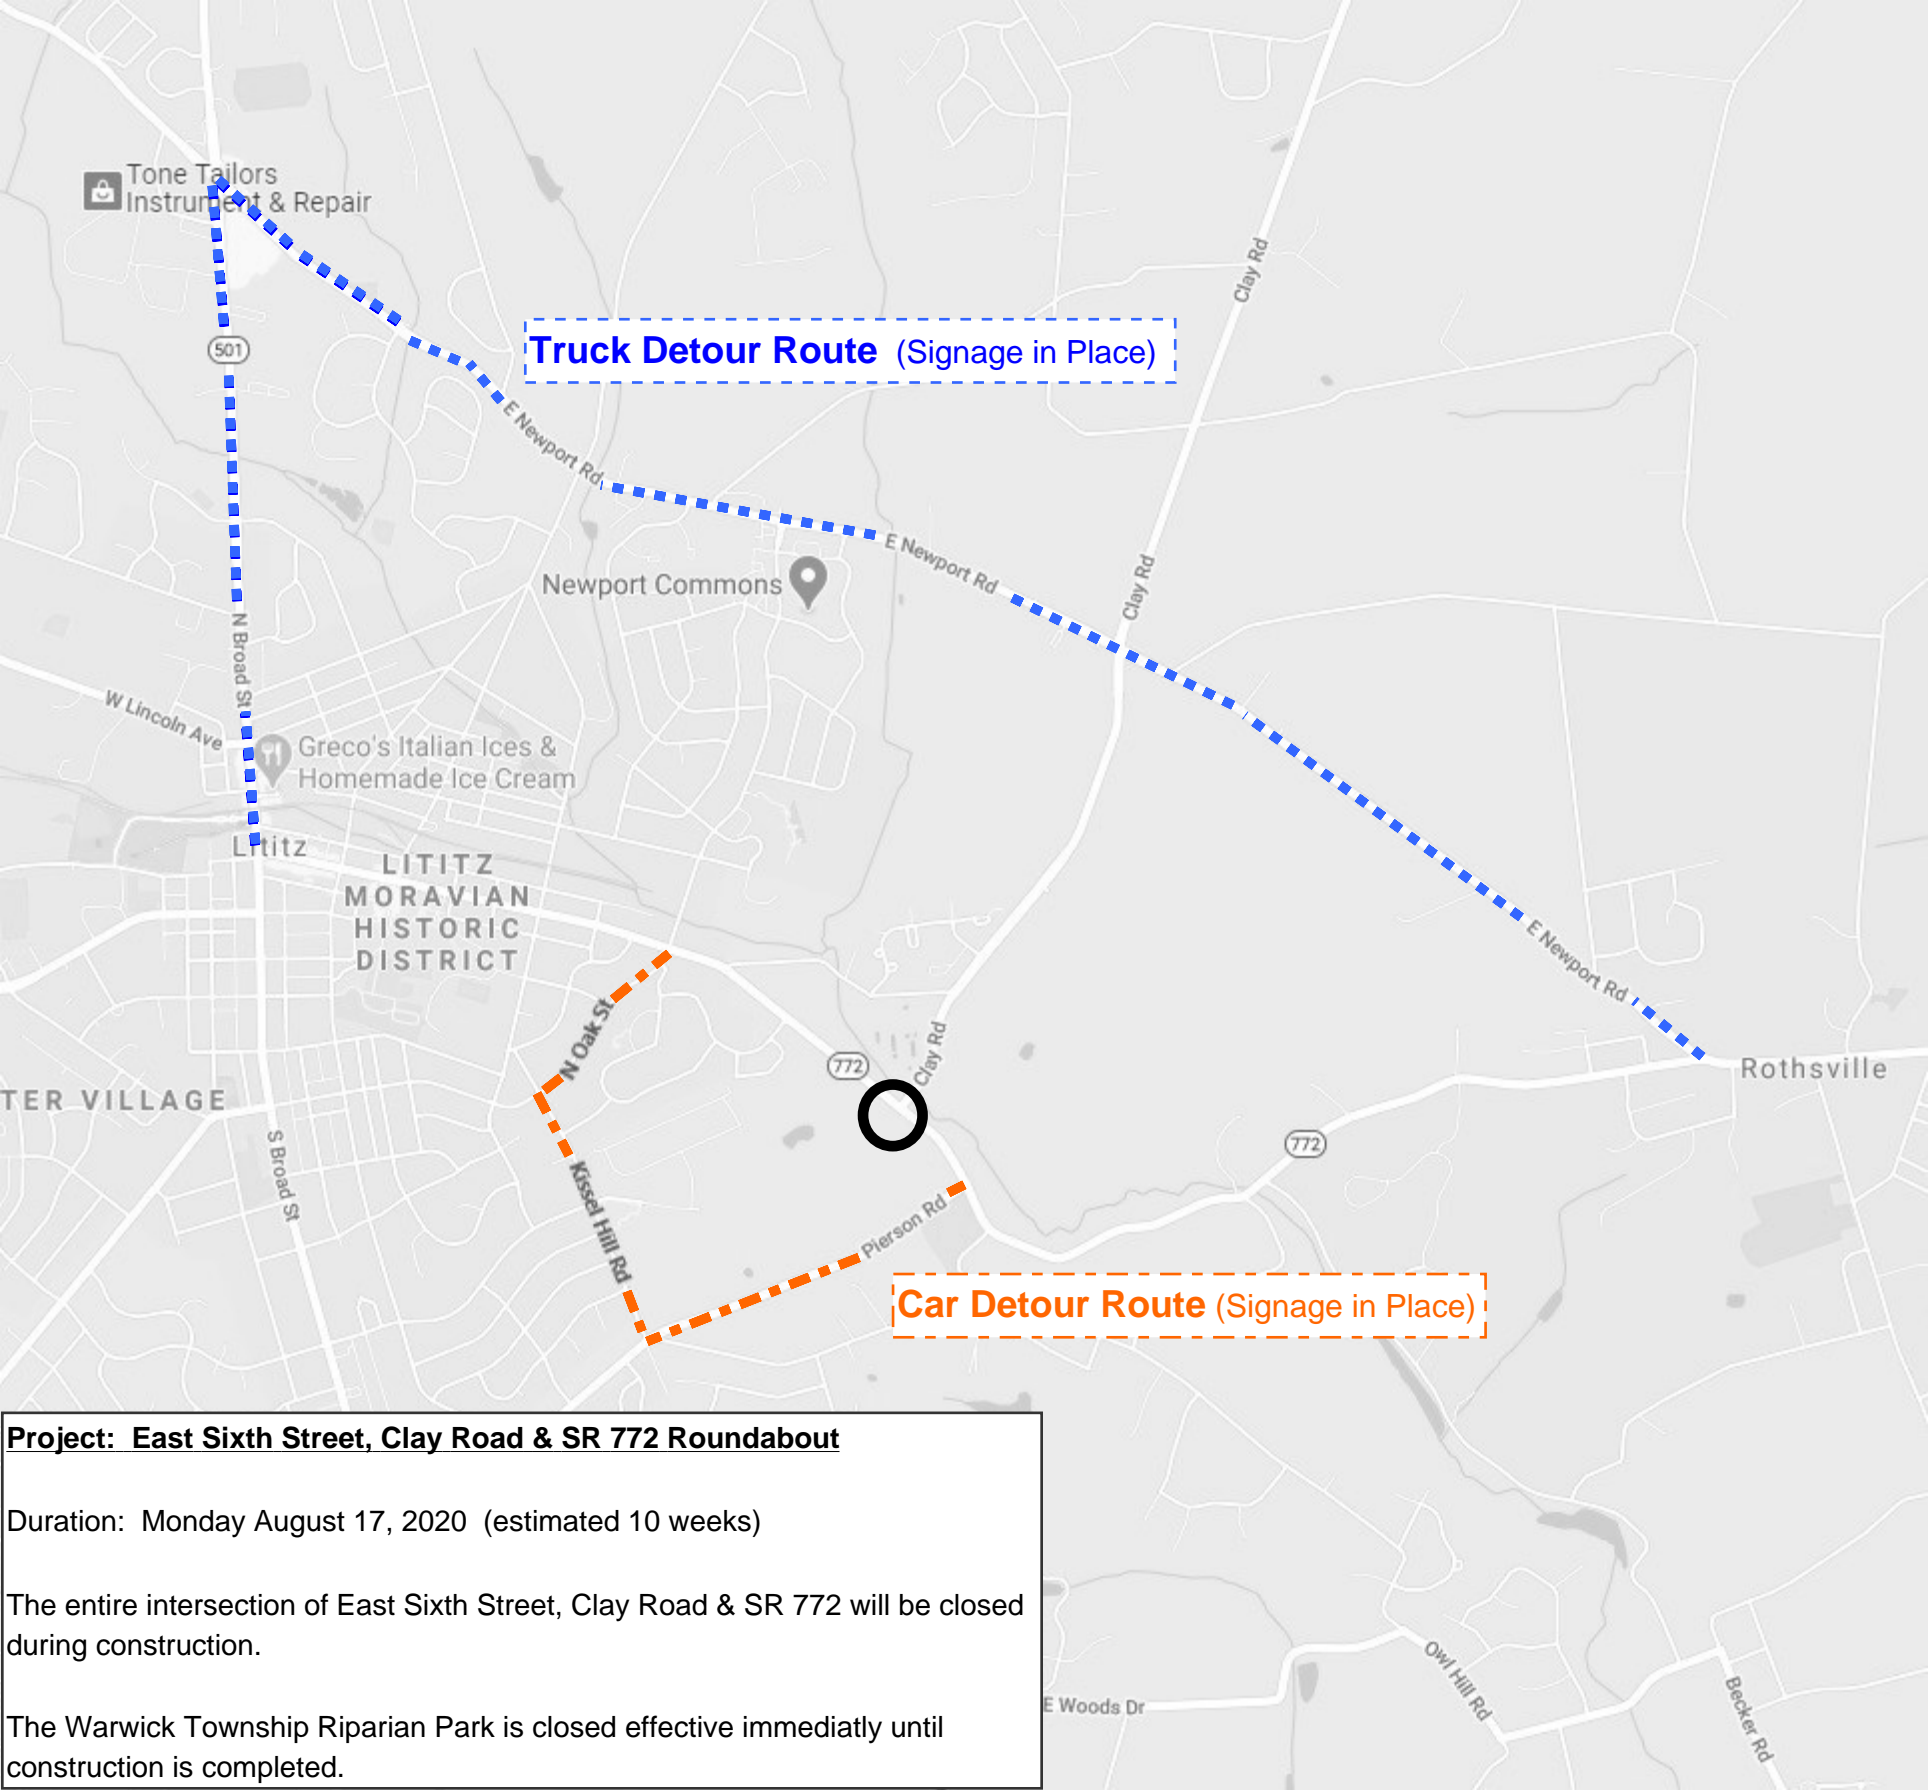 Tone Tailors
Instrument & Repair
Clay Rd
501
Truck Detour Route (Signage in Place)
E Newport Rd
E Newport Rd
Newport Commons
Clay Rd
N Broad St
W Lincoln Ave
Greco's Italian Ices &
Homemade Ice Cream
Lititz
LITITZ
MORAVIAN
HISTORIC
DISTRICT
E Newport Rd
N Oak St
Clay Rd
772
Rothsville
TER VILLAGE
772
S Broad St
Kissel Hill Rd
Pierson Rd
Car Detour Route (Signage in Place)
Project: East Sixth Street, Clay Road & SR 772 Roundabout
Duration: Monday August 17, 2020 (estimated 10 weeks)
The entire intersection of East Sixth Street, Clay Road & SR 772 will be closed
during construction.
The Warwick Township Riparian Park is closed effective immediatly until
construction is completed.
E Woods Dr
Owl Hill Rd
Becker Rd